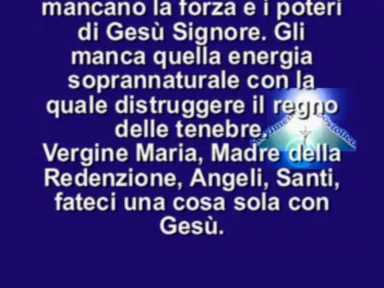 mancano la forza e i poteri
di Gesù Signore. Gli
manca quella energia
soprannaturale con la
quale distruggere il regno
delle tenebre.
Vergine Maria, Madre della
Redenzione, Angeli, Santi,
fateci una cosa sola con
Gesù.